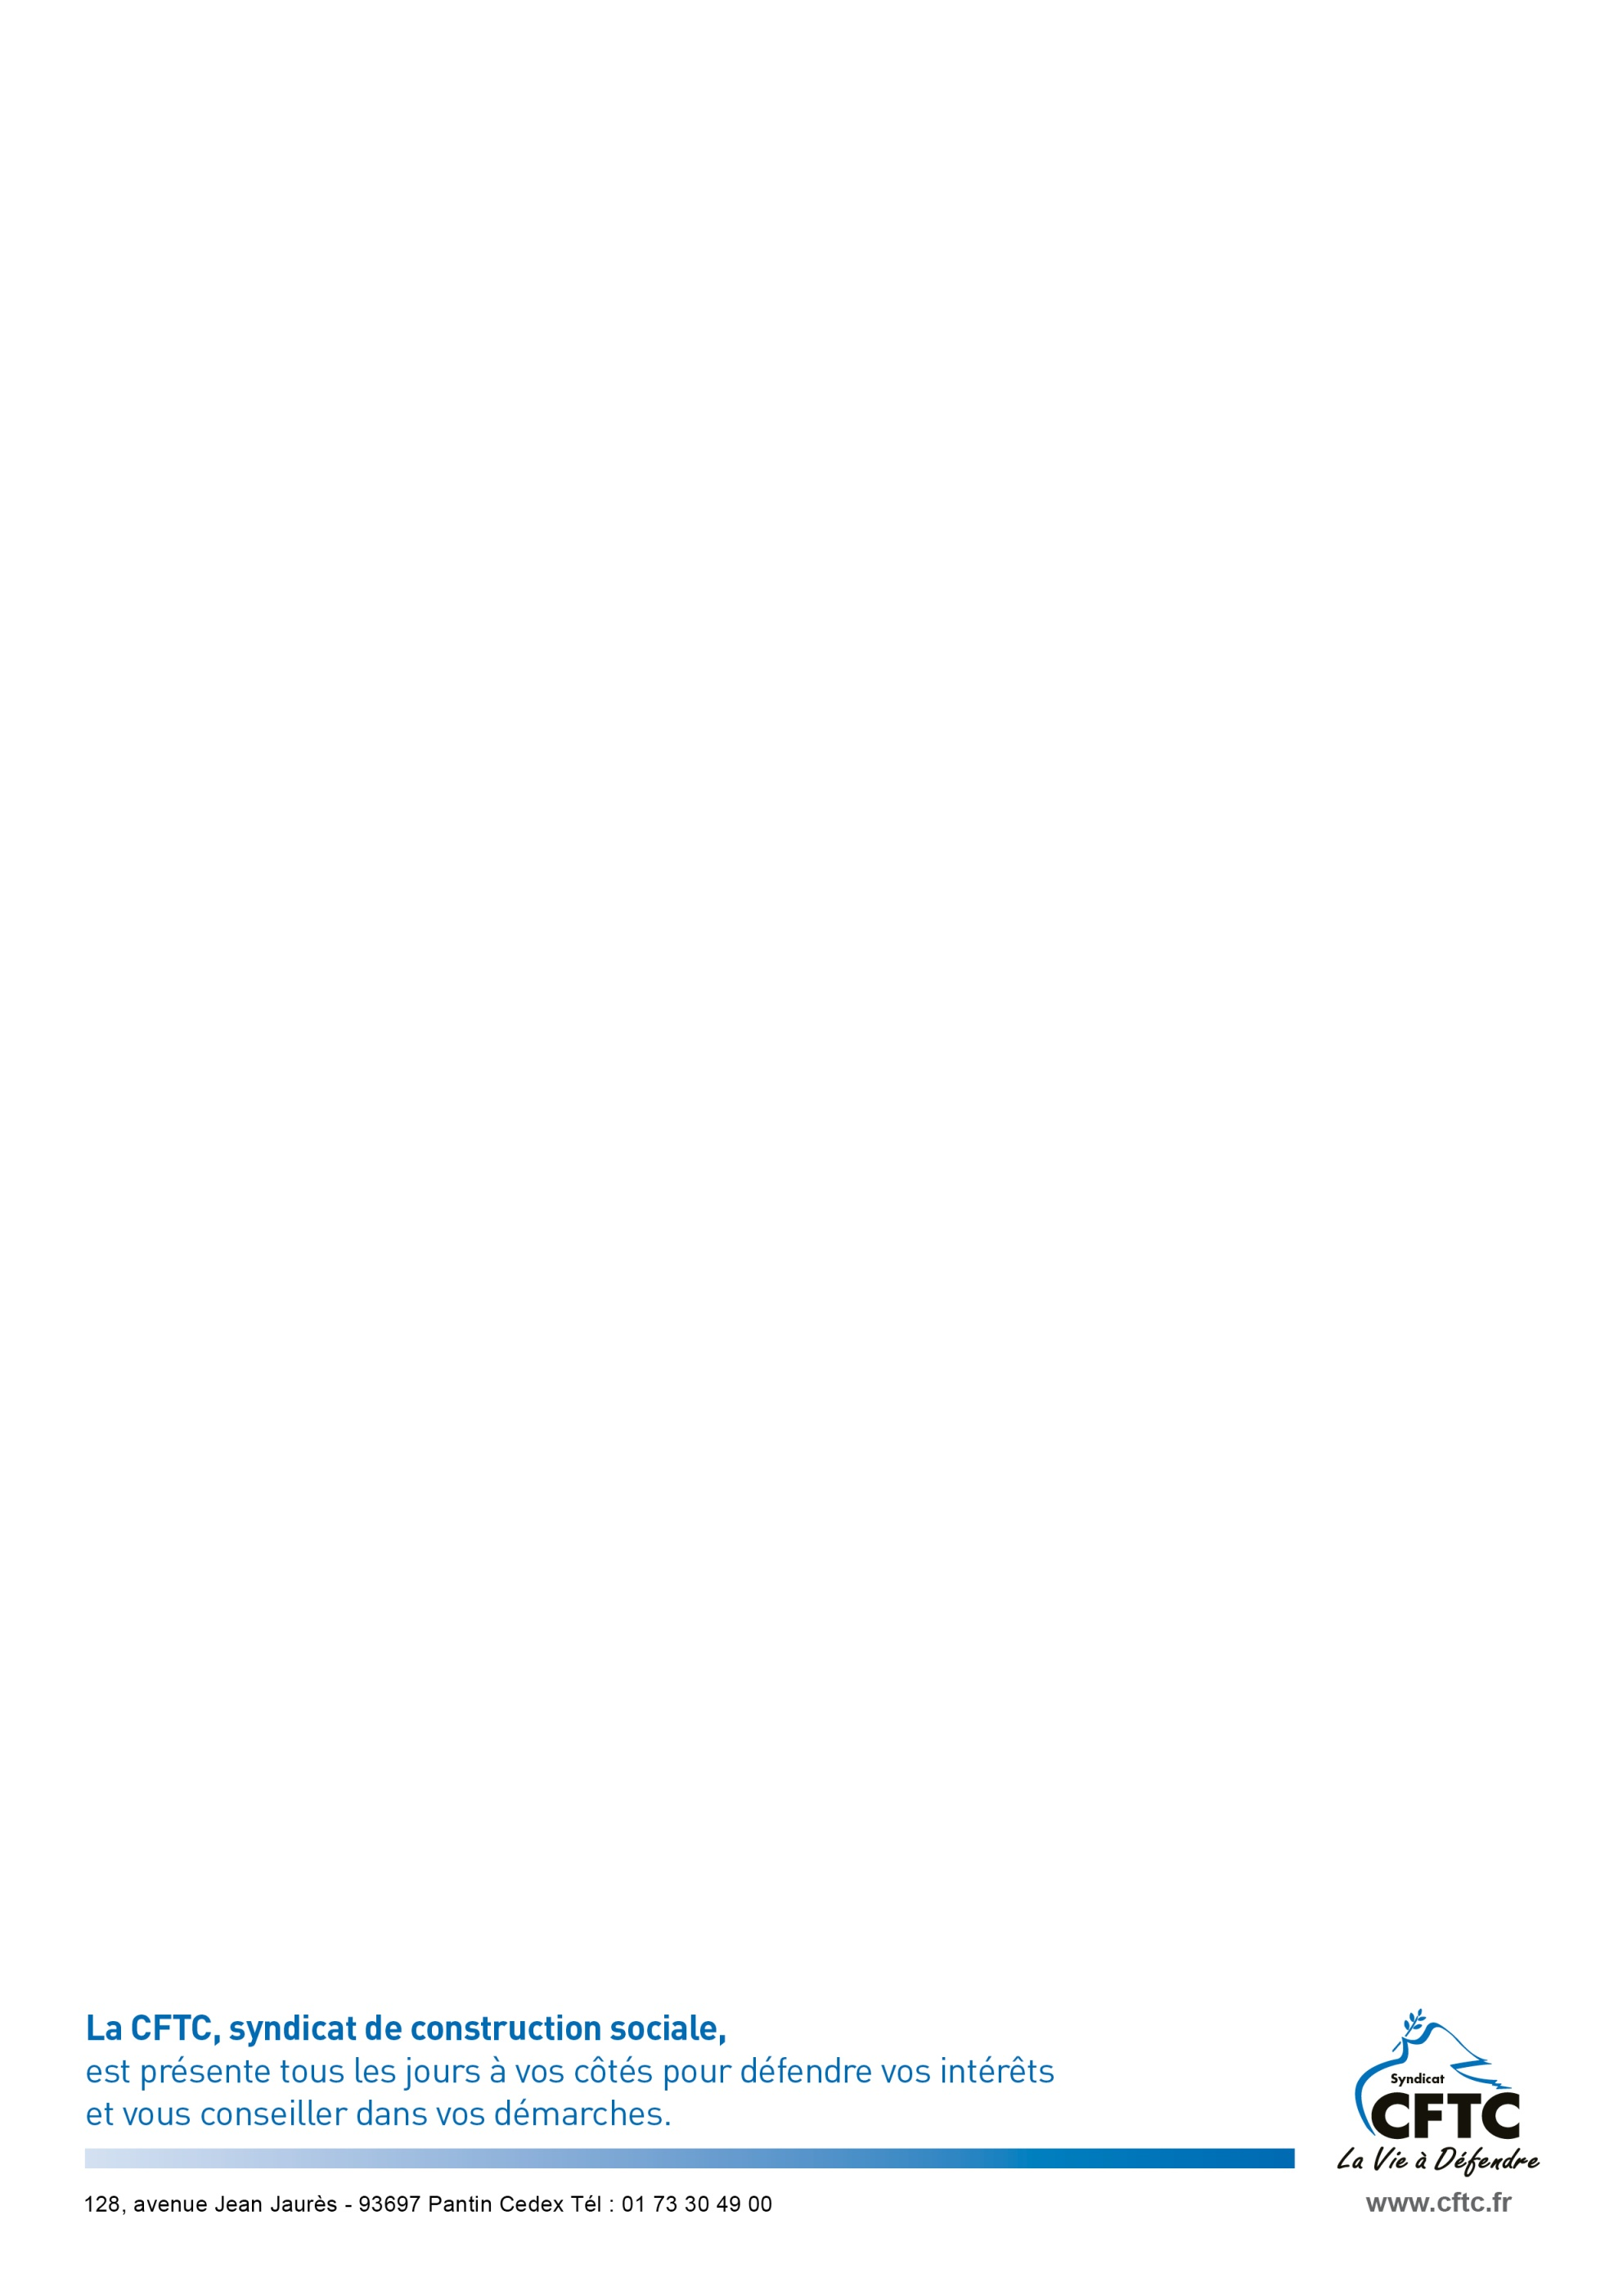 La CFTC, syndicat de construction sociale,
est présente tous les jours à vos côtés pour défendre vos intérêts
et vous conseiller dans vos démarches.
128, avenue Jean Jaurès - 93697 Pantin Cedex Tél : 01 73 30 49 00
Syndicat
CFTC
La Vie à Défendre
www.cftc.fr